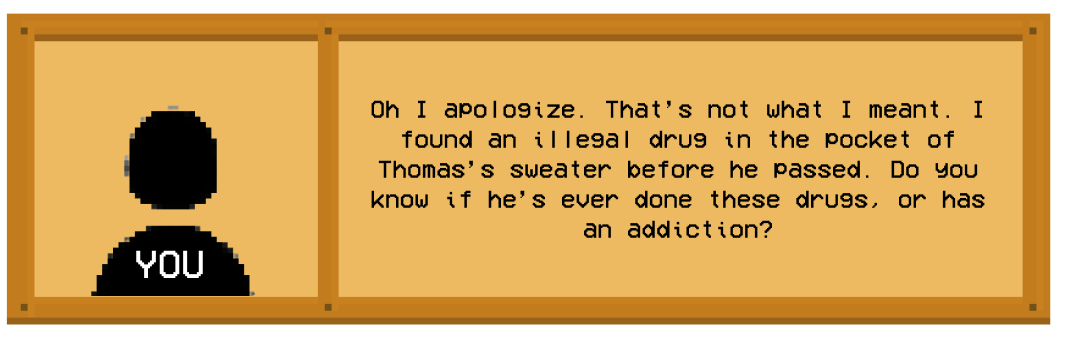 YOU
Oh I apologize. That's not what I meant. I
found an illegal drug in the pocket of
Thomas's sweater before he passed. Do you
know if he's ever done these drugs, or has
an addiction?